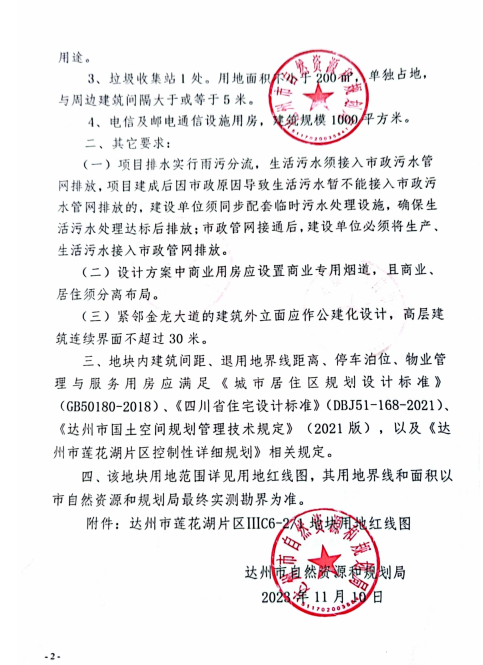 用途。
3、垃圾收集站1处。用地面积不小于200㎡,单独占地,
与周边建筑间隔大于或等于5米。
4、电信及邮电通信设施用房,建筑规模1000平方米。
二、其它要求:
(一)项目排水实行雨污分流,生活污水须接入市政污水管
网排放,项目建成后因市政原因导致生活污水暂不能接入市政污
水管网排放的,建设单位须同步配套临时污水处理设施,确保生
活污水处理达标后排放;市政管网接通后,建设单位必须将生产、
生活污水接入市政管网排放。
(二)设计方案中商业用房应设置商业专用烟道,且商业、
居住须分离布局。
(三)紧邻金龙大道的建筑外立面应作公建化设计,高层建
筑连续界面不超过30米。
三、地块内建筑间距、退用地界线距离、停车泊位、物业管
理与服务用房应满足《城市居住区规划设计标准》
(GB50180-2018)、《四川省住宅设计标准》(DBJ51-168-2021)、
《达州市国土空间规划管理技术规定》(2021版),以及《达
州市莲花湖片区控制性详细规划》相关规定。
四、该地块用地范围详见用地红线图,其用地界线和面积以
市自然资源和规划局最终实测勘界为准。
附件:达州市莲花湖片区ⅢC6-2/1地块用地红线图
达州市自然资源和规划局
2023年11月10日
-2-